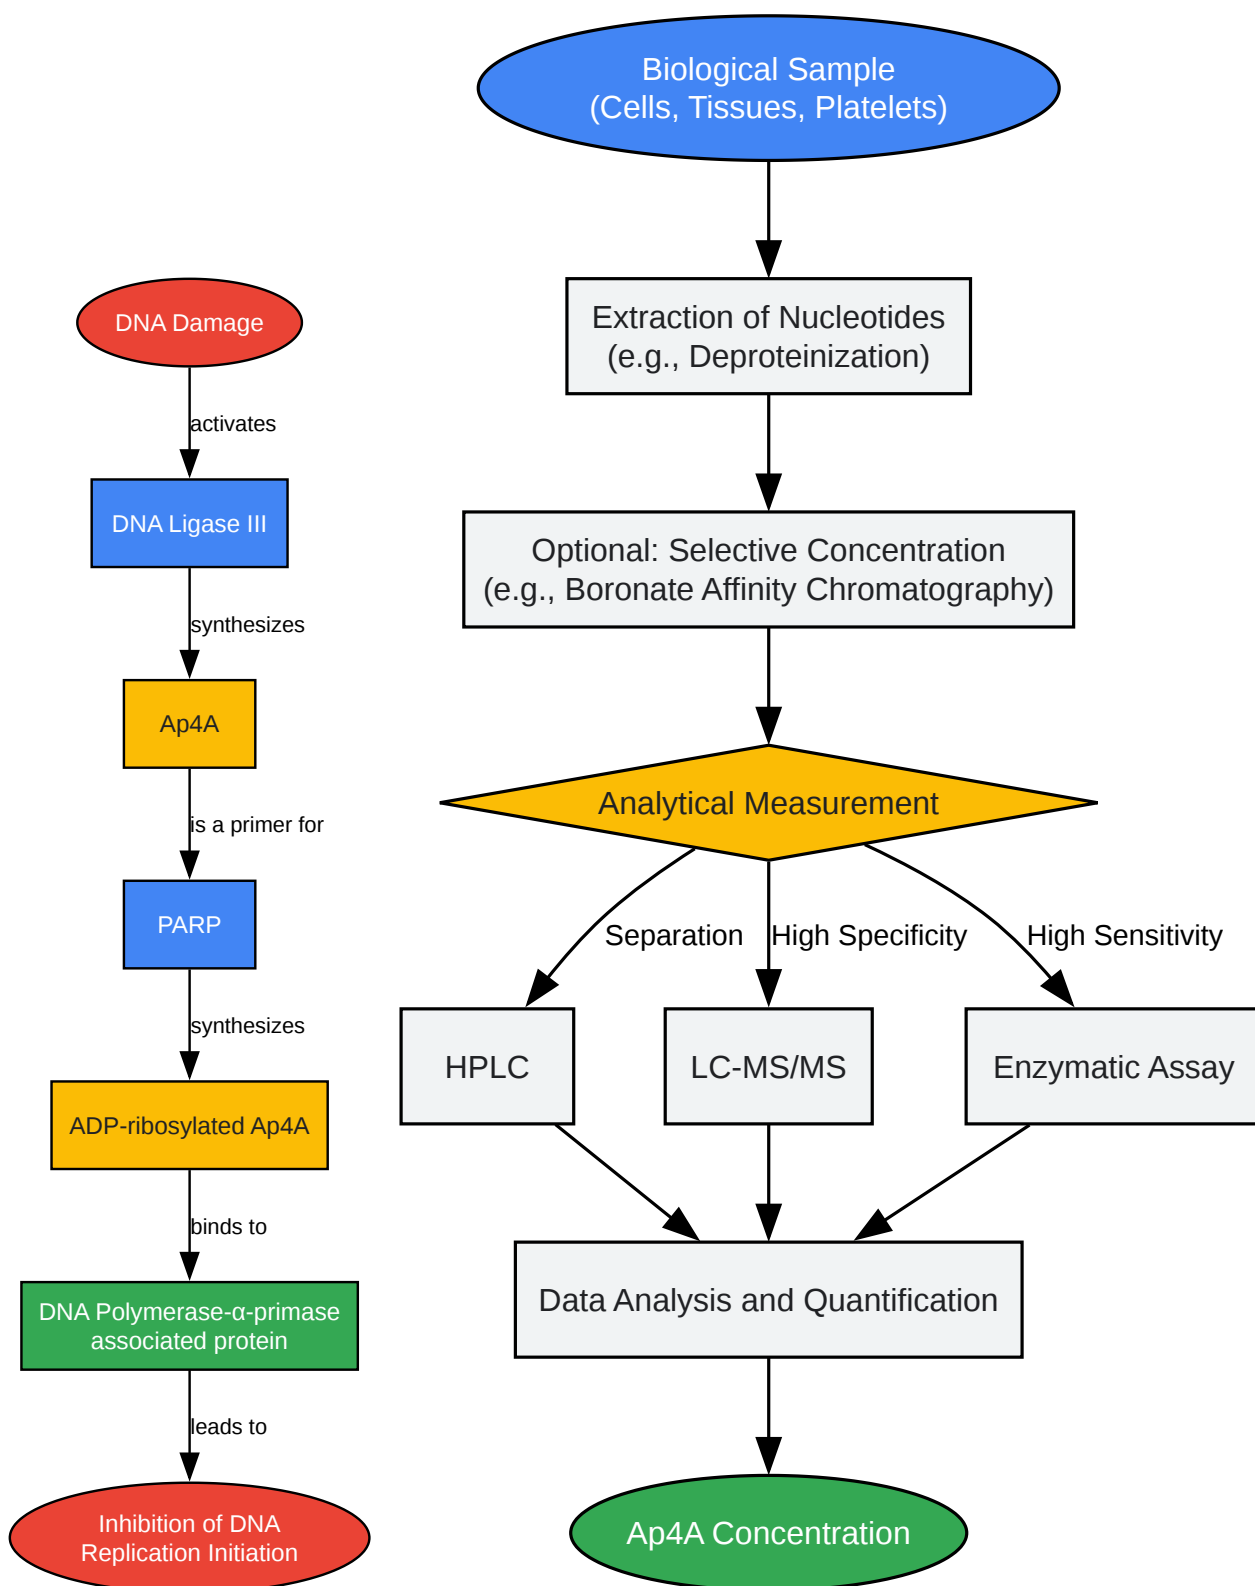 DNA Damage
activates
DNA Ligase III
synthesizes
Ap4A
is a primer for
PARP
synthesizes
ADP-ribosylated Ap4A
binds to
DNA Polymerase-α-primase
associated protein
leads to
Inhibition of DNA
Replication Initiation
Biological Sample
(Cells, Tissues, Platelets)
Extraction of Nucleotides
(e.g., Deproteinization)
Optional: Selective Concentration
(e.g., Boronate Affinity Chromatography)
Analytical Measurement
Separation
High Specificity
High Sensitivity
HPLC
LC-MS/MS
Enzymatic Assay
Data Analysis and Quantification
Ap4A Concentration